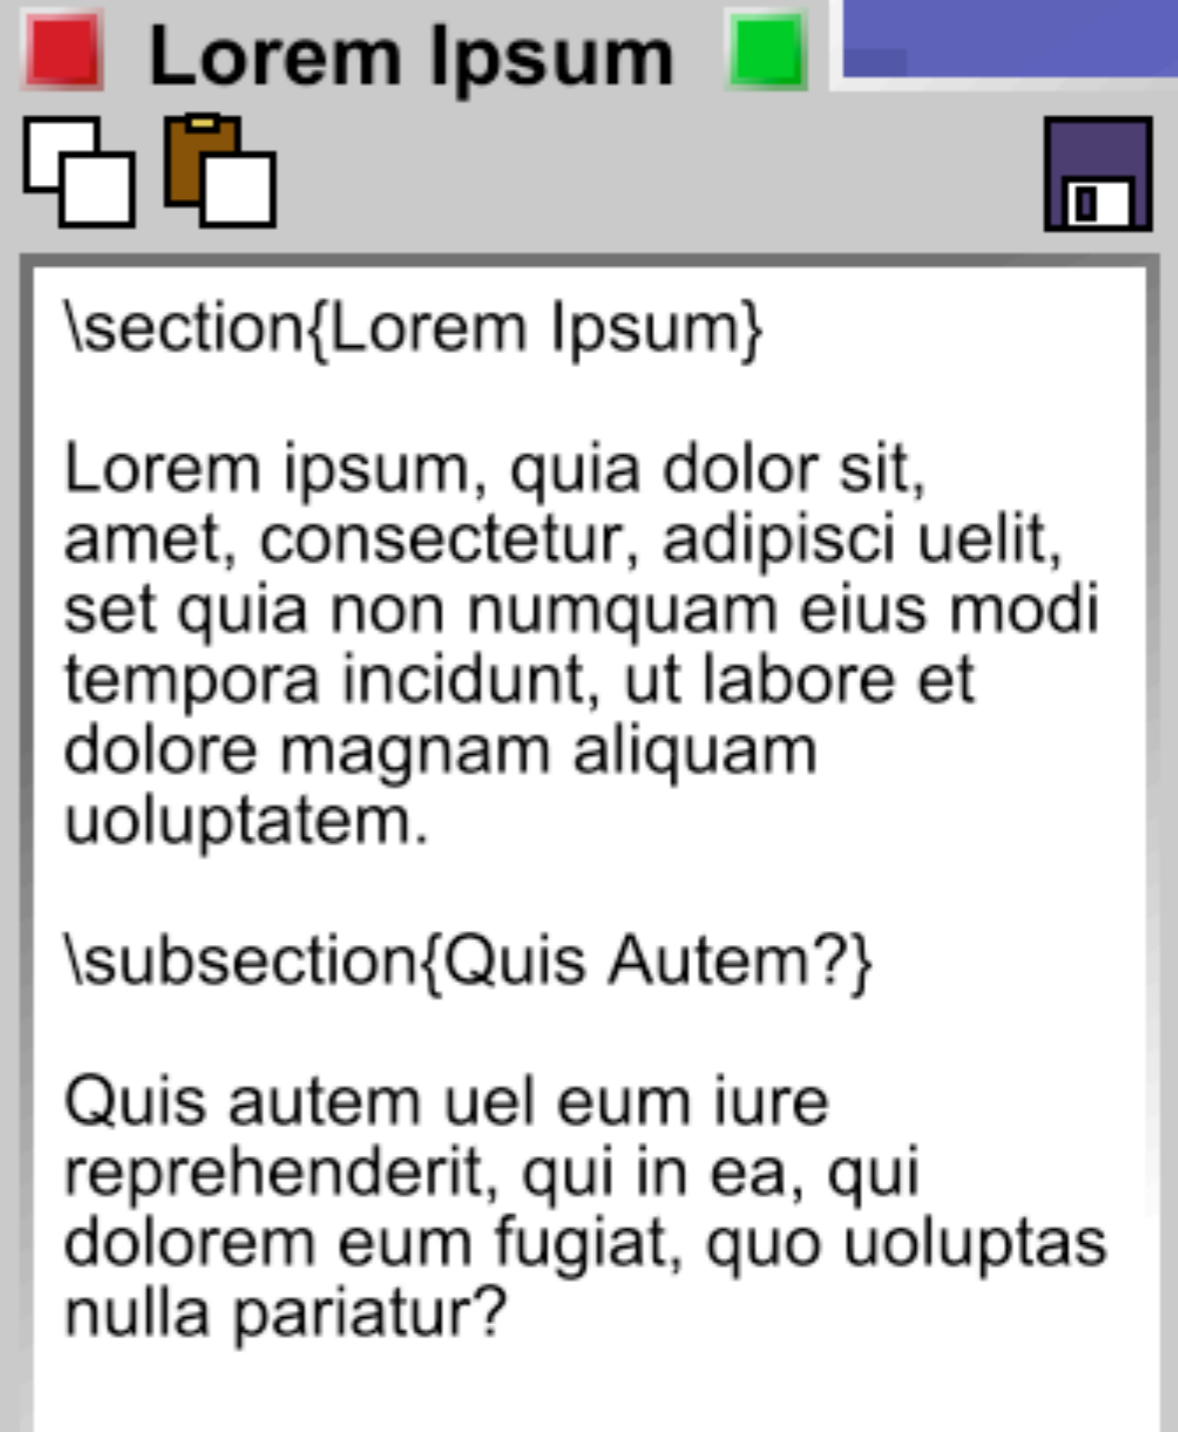 Lorem Ipsum
\section{Lorem Ipsum}
Lorem ipsum, quia dolor sit,
amet, consectetur, adipisci uelit,
set quia non numquam eius modi
tempora incidunt, ut labore et
dolore magnam aliquam
uoluptatem.
\subsection{Quis Autem?}
Quis autem uel eum iure
reprehenderit, qui in ea, qui
dolorem eum fugiat, quo uoluptas
nulla pariatur?